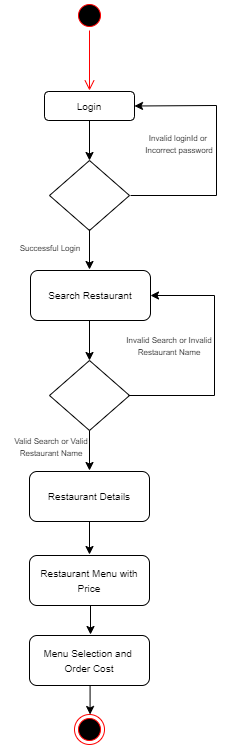 Login
Invalid loginId or
Incorrect password
Successful Login
Search Restaurant
Invalid Search or Invalid
Restaurant Name
Valid Search or Valid
Restaurant Name
Restaurant Details
Restaurant Menu with
Price
Menu Selection and
Order Cost